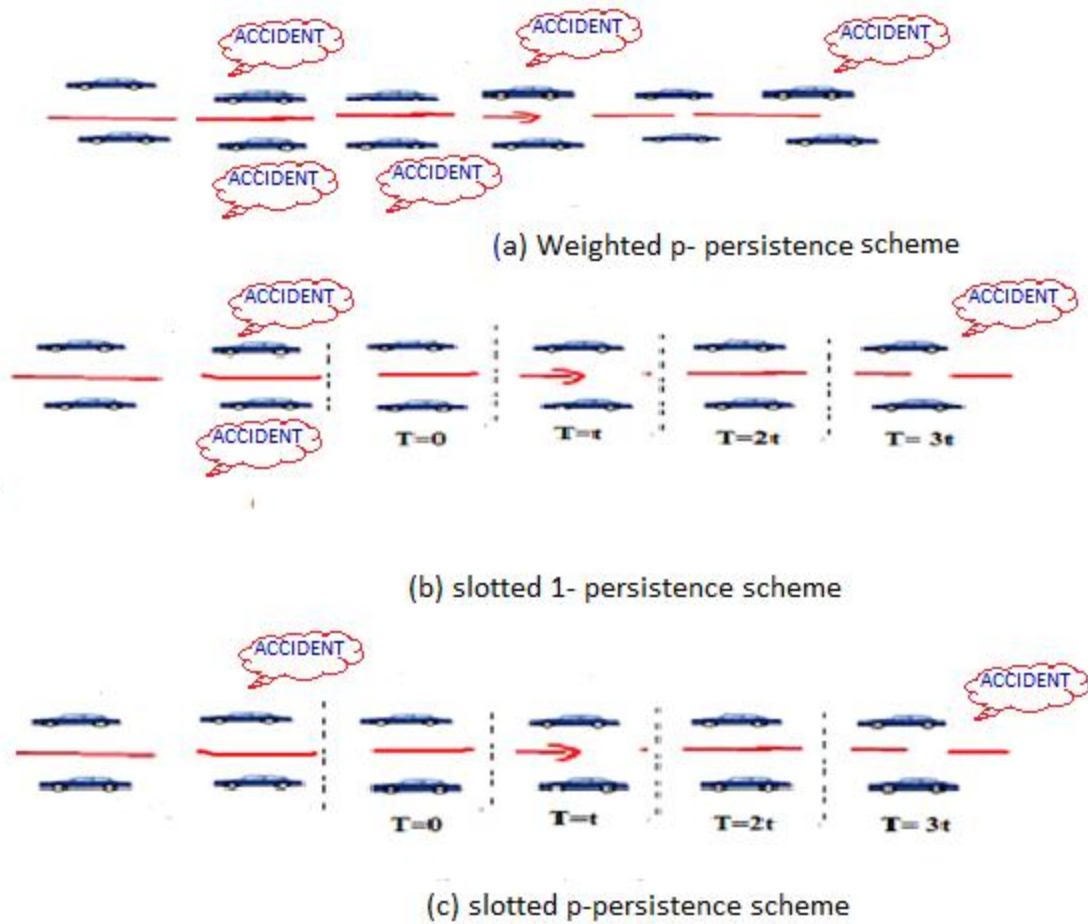 ACCIDENT
ACCIDENT
ACCIDENT
ACCIDENT
ACCIDENT
(a) Weighted p- persistence scheme
ACCIDENT
ACCIDENT
ACCIDENT
T=0 T=t T=2t T= 3t
(b) slotted 1- persistence scheme
ACCIDENT
ACCIDENT
T=0 T=t T=2t T= 3t
(c) slotted p-persistence scheme